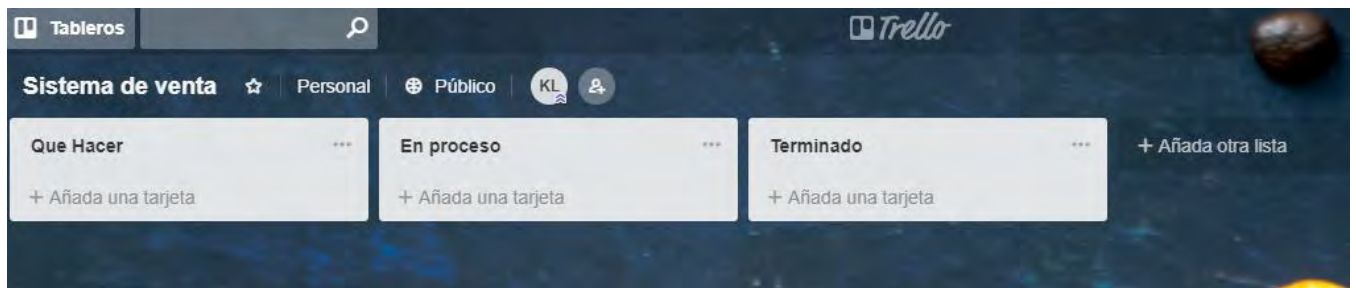 Tableros
Trello
Sistema de venta
Personal
Público
KL
Que Hacer
En proceso
Terminado
+ Añada otra lista
+ Añada una tarjeta
+ Añada una tarjeta
+ Añada una tarjeta